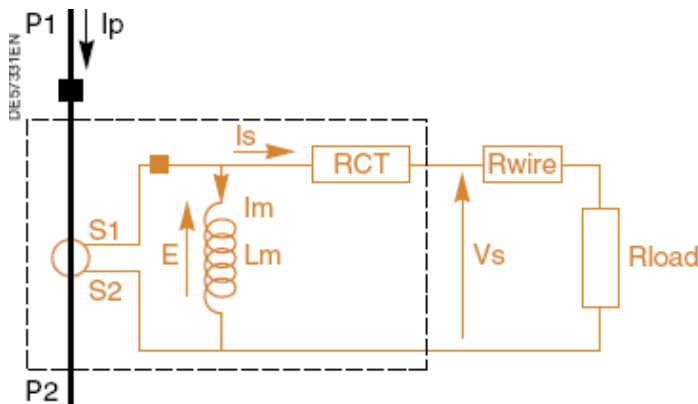 P1
Ip
DE57331EN
Is
RCT
Rwire
S1
Im
E
Lm
Vs
Rload
S2
P2